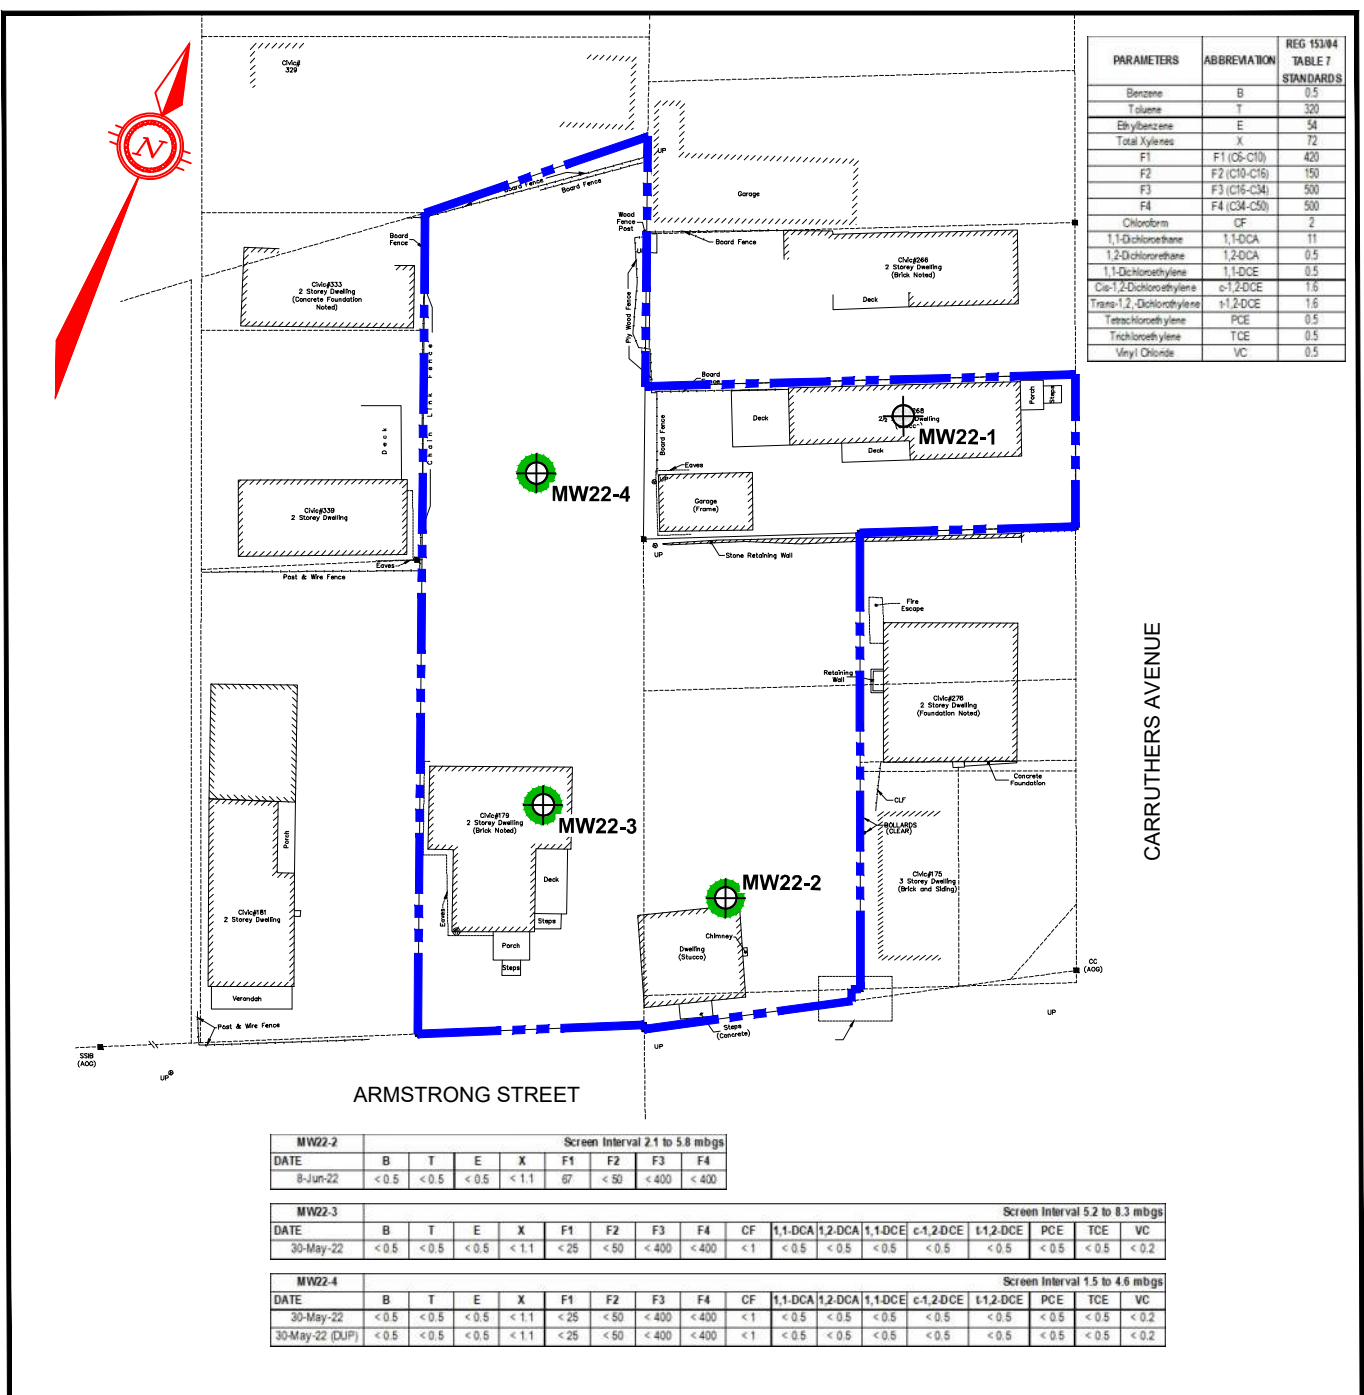 PARAMETERS ABBREVIATION REG 153/04 TABLE 7 STANDARDS
Benzene B 0.5
Toluene T 320
Ethylbenzene E 54
Total Xylenes X 72
F1 F1 (C6-C10) 420
F2 F2 (C10-C16) 150
F3 F3 (C16-C34) 500
F4 F4 (C34-C50) 500
Chloroform CF 2
1,1-Dichloroethane 1,1-DCA 11
1,2-Dichlororethane 1,2-DCA 0.5
1,1-Dichloroethylene 1,1-DCE 0.5
Cis-1,2-Dichloroethylene c-1,2-DCE 1.6
Trans-1,2,-Dichlorothylene t-1,2-DCE 1.6
Tetrachloroethylene PCE 0.5
Trichloroethylene TCE 0.5
Vinyl Chloride VC 0.5
Civic#
329
N
UP
Board Fence
Board Fence
Garage
Wood
Fence
Post
Board
Fence
Board Fence
Civic#266
2 Storey Dwelling
(Brick Noted)
Deck
Civic#333
2 Storey Dwelling
(Concrete Foundation
Noted)
Ply Wood Fence
Chain Link Fence
Board
Fence
Deck
Deck
Porch
Steps
268
MW22-1
Deck
Board Fence
Eaves
UP
MW22-4
Garage
(Frame)
Civic#339
2 Storey Dwelling
UP
Stone Retaining Wall
Eaves
Post & Wire Fence
Fire
Escape
CARRUTHERS AVENUE
Retaining
Wall
Civic#276
2 Storey Dwelling
(Foundation Noted)
Concrete
Foundation
CLF
BOLLARDS
(CLEAR)
Civic#179
2 Storey Dwelling
(Brick Noted)
MW22-3
Porch
Deck
MW22-2
Civic#175
3 Storey Dwelling
(Brick and Siding)
Civic#181
2 Storey Dwelling
Eaves
Steps
Chimney
Dwelling
(Stucco)
Porch
Steps
CC
(AOG)
Verandah
Post & Wire Fence
Steps
(Concrete)
UP
UP
SSIB
(AOG)
UP
ARMSTRONG STREET
MW22-2 Screen Interval 2.1 to 5.8 mbgs
DATE B T E X F1 F2 F3 F4
8-Jun-22 < 0.5 < 0.5 < 0.5 < 1.1 67 < 50 < 400 < 400
MW22-3 Screen Interval 5.2 to 8.3 mbgs
DATE B T E X F1 F2 F3 F4 CF 1,1-DCA 1,2-DCA 1,1-DCE c-1,2-DCE t-1,2-DCE PCE TCE VC
30-May-22 < 0.5 < 0.5 < 0.5 < 1.1 < 25 < 50 < 400 < 400 < 1 < 0.5 < 0.5 < 0.5 < 0.5 < 0.5 < 0.5 < 0.5 < 0.2
MW22-4 Screen Interval 1.5 to 4.6 mbgs
DATE B T E X F1 F2 F3 F4 CF 1,1-DCA 1,2-DCA 1,1-DCE c-1,2-DCE t-1,2-DCE PCE TCE VC
30-May-22 < 0.5 < 0.5 < 0.5 < 1.1 < 25 < 50 < 400 < 400 < 1 < 0.5 < 0.5 < 0.5 < 0.5 < 0.5 < 0.5 < 0.5 < 0.2
30-May-22 (DUP) < 0.5 < 0.5 < 0.5 < 1.1 < 25 < 50 < 400 < 400 < 1 < 0.5 < 0.5 < 0.5 < 0.5 < 0.5 < 0.5 < 0.5 < 0.2